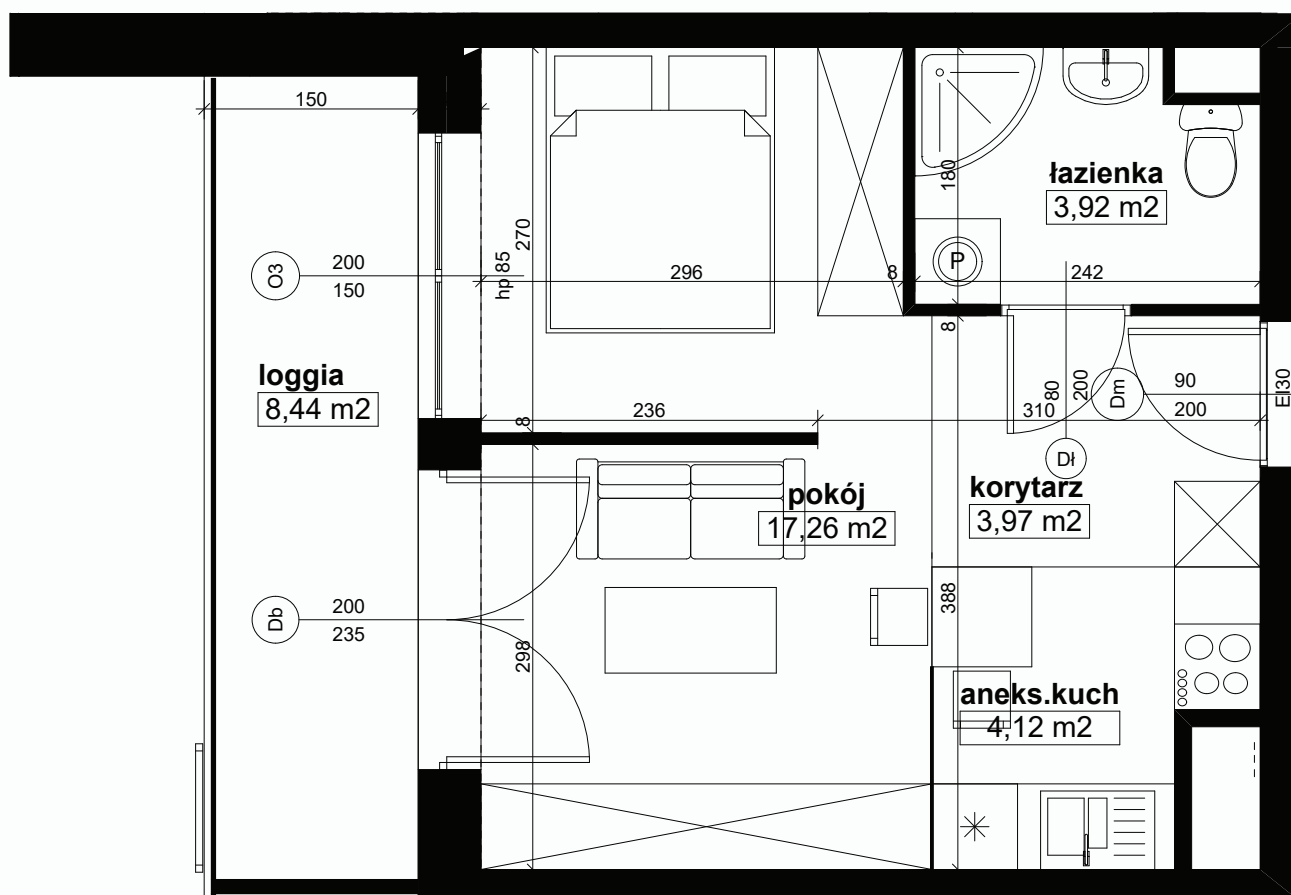 150
łazienka
3,92 m2
180
270
O3
200
150
hp 85
296
8
P
242
8
loggia
8,44 m2
236
8
310
80
200
Dm
90
200
EI30
Dł
pokój
17,26 m2
korytarz
3,97 m2
Db
200
235
298
388
aneks.kuch
4,12 m2